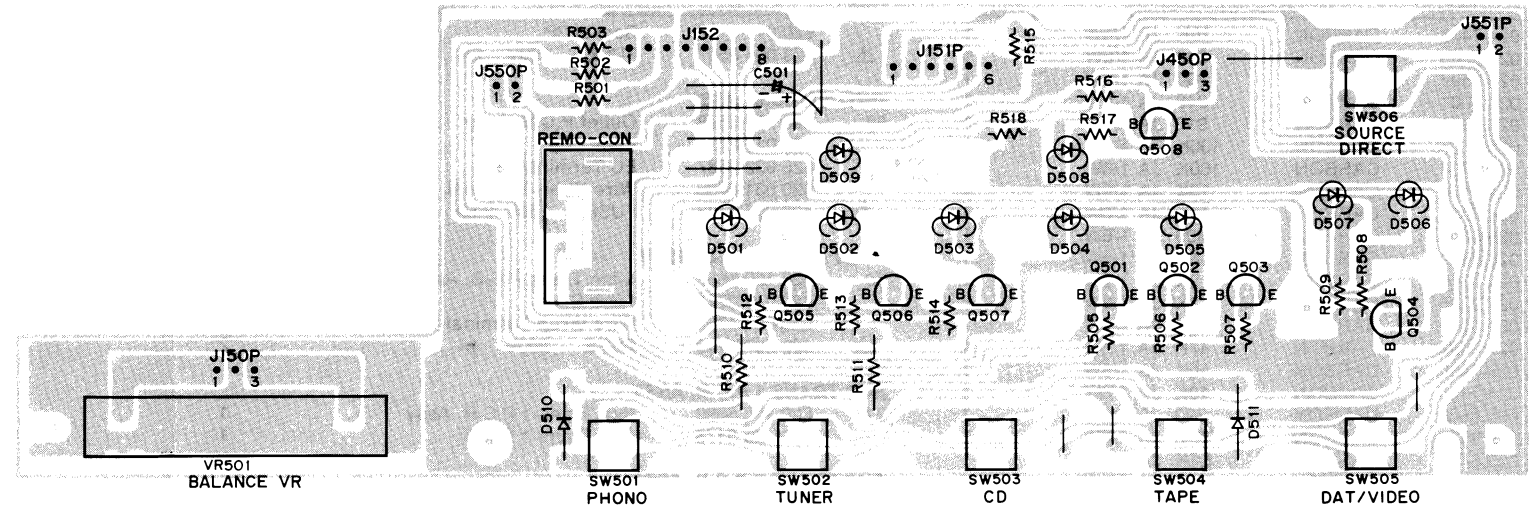 J551P
1 2
R503
J152
1 8
R502
R501
C501
- +
J550P
1 2
J151P
1 6
R515
J450P
1 3
R516
R518
R517
B E
Q508
SW506
SOURCE
DIRECT
REMO-CON
D509
D508
D507
D506
D501
D502
D503
D504
D505
R512
B E
Q505
R513
B E
Q506
R514
B E
Q507
Q501
B E
R505
Q502
B E
R506
Q503
B E
R507
R509
R508
E
Q504
B
J150P
1 3
R510
R511
D510
D511
VR501
BALANCE VR
SW501
PHONO
SW502
TUNER
SW503
CD
SW504
TAPE
SW505
DAT/VIDEO